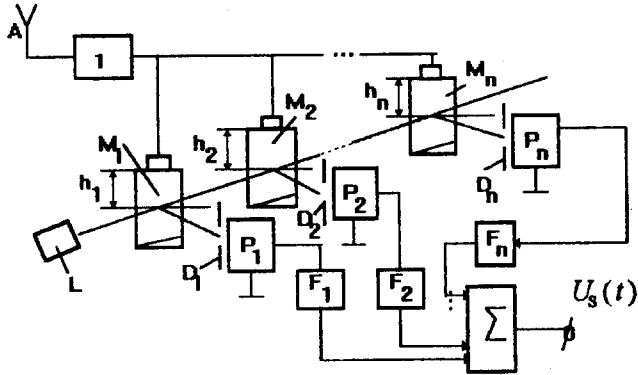 A
1
...
M₁
h₁
L
D₁
P₁
F₁
M₂
h₂
...
D₂
P₂
F₂
Mₙ
hₙ
Dₙ
Pₙ
Fₙ
Σ
Uₛ(t)